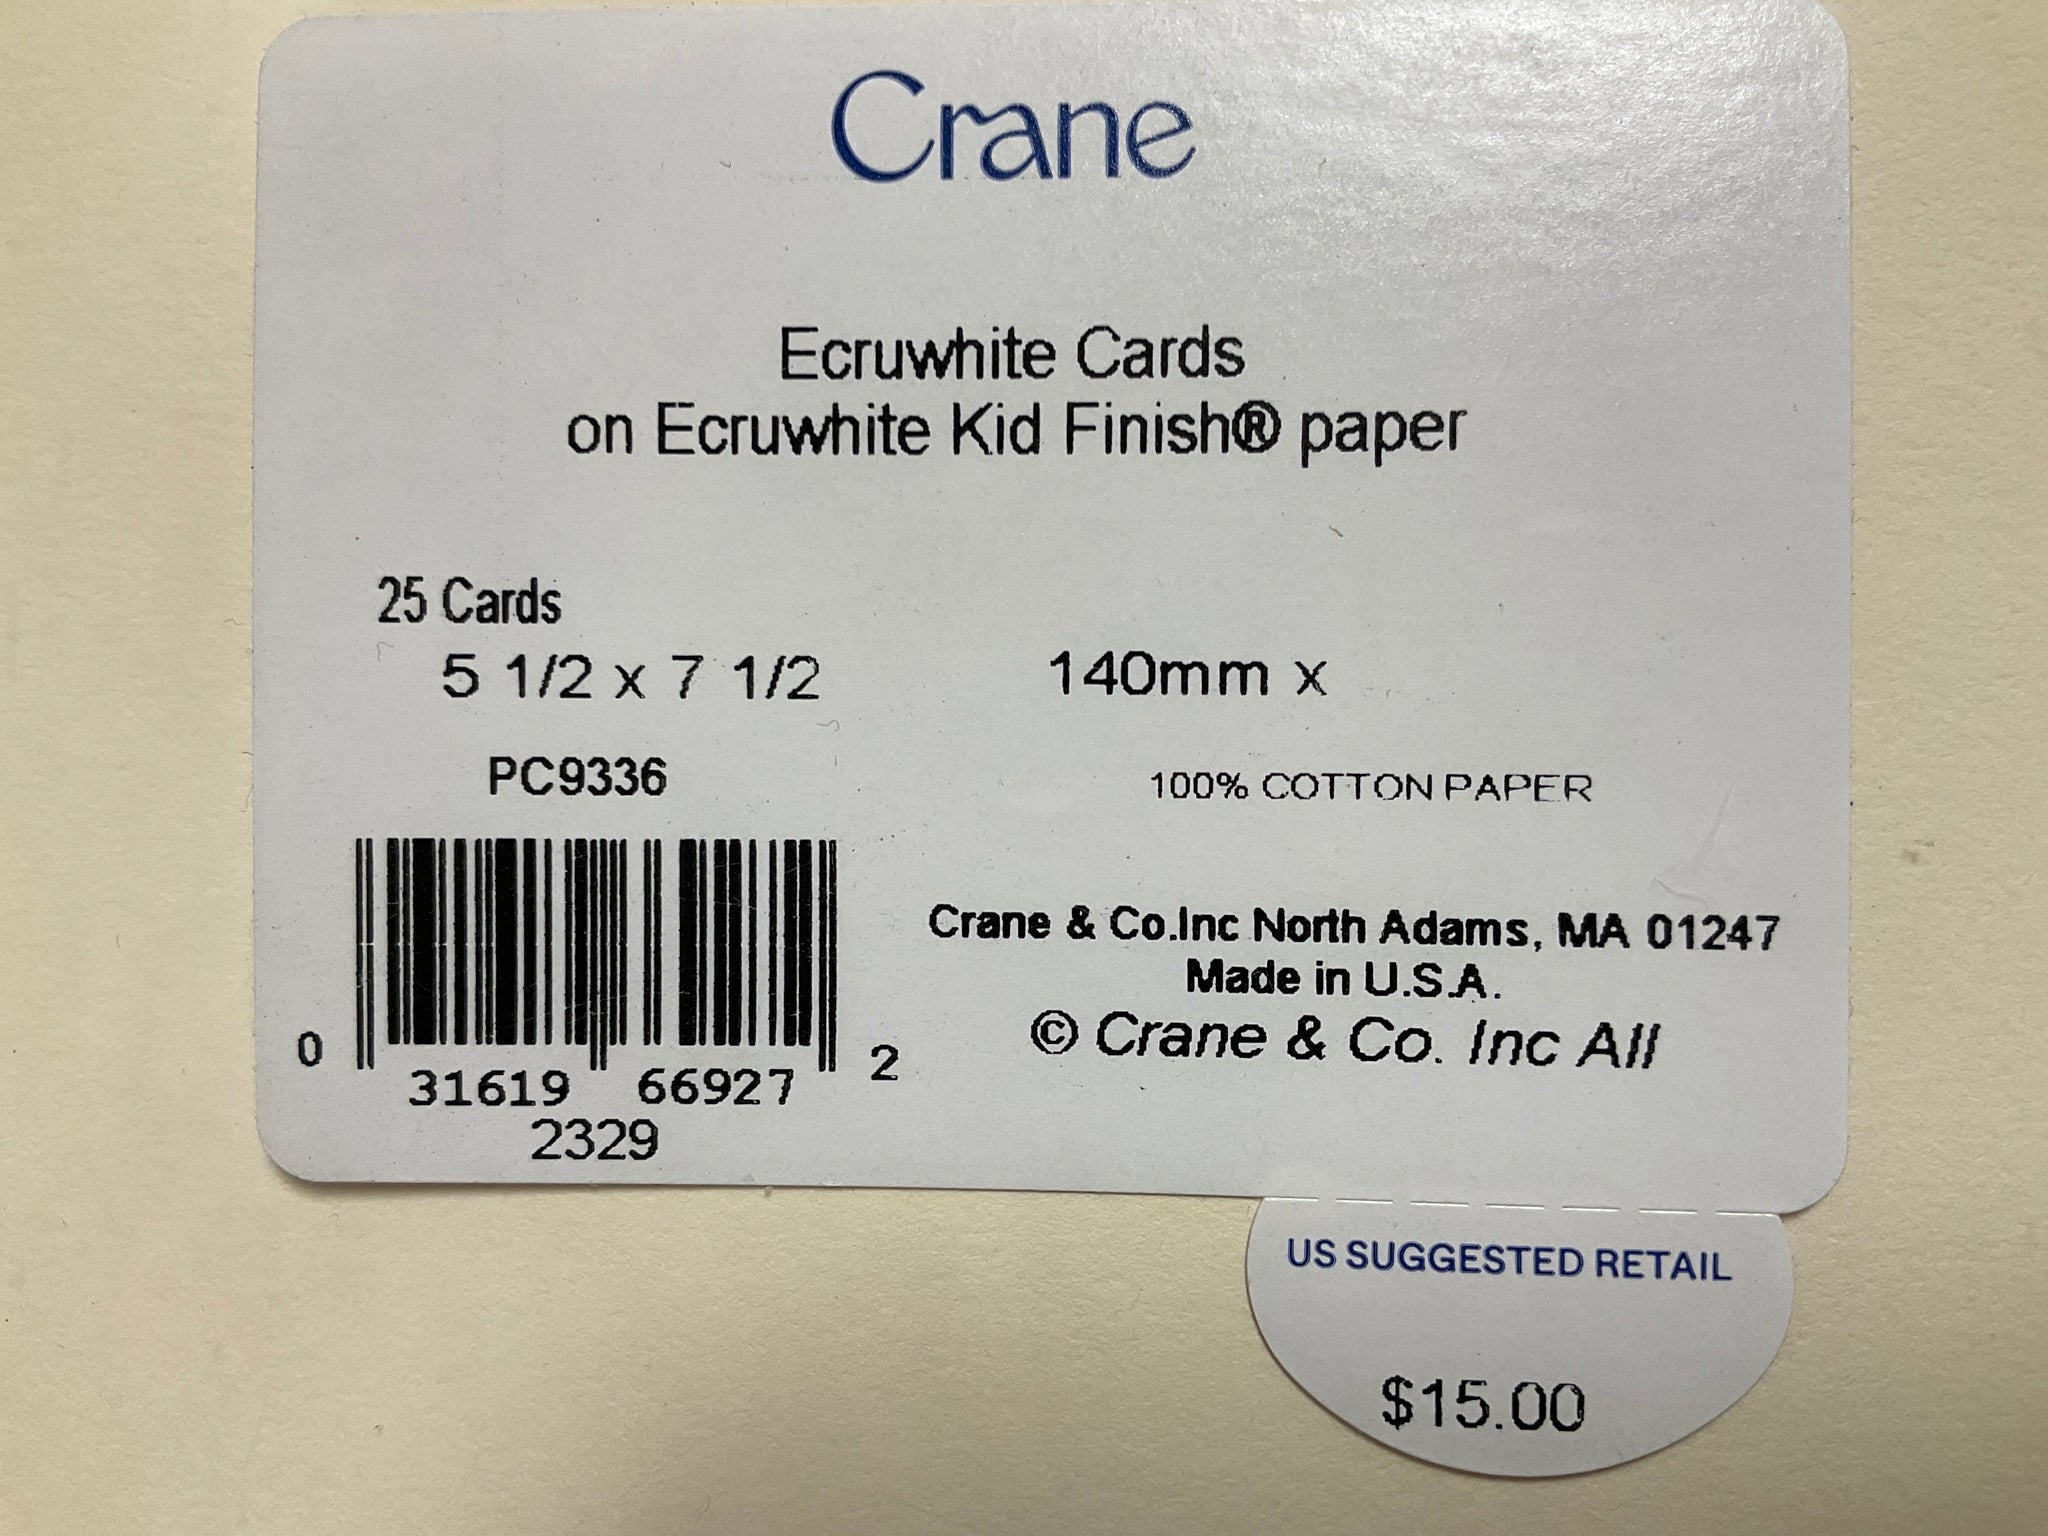 Crane
Ecruwhite Cards
on Ecruwhite Kid Finish® paper
25 Cards
5 1/2 x 7 1/2 140mm x
PC9336
100% COTTON PAPER
Crane & Co.Inc North Adams, MA 01247
Made in U.S.A.
© Crane & Co. Inc All
0 31619 66927 2
2329
US SUGGESTED RETAIL
$15.00